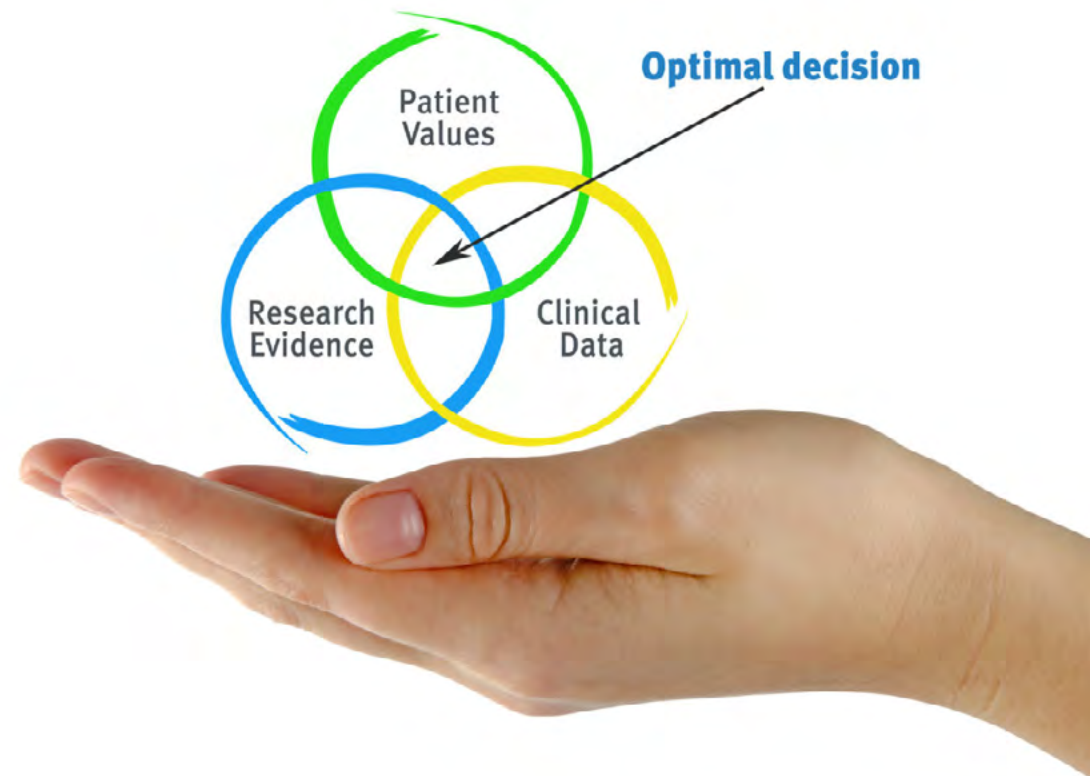 Optimal decision
Patient
Values
Research
Evidence
Clinical
Data